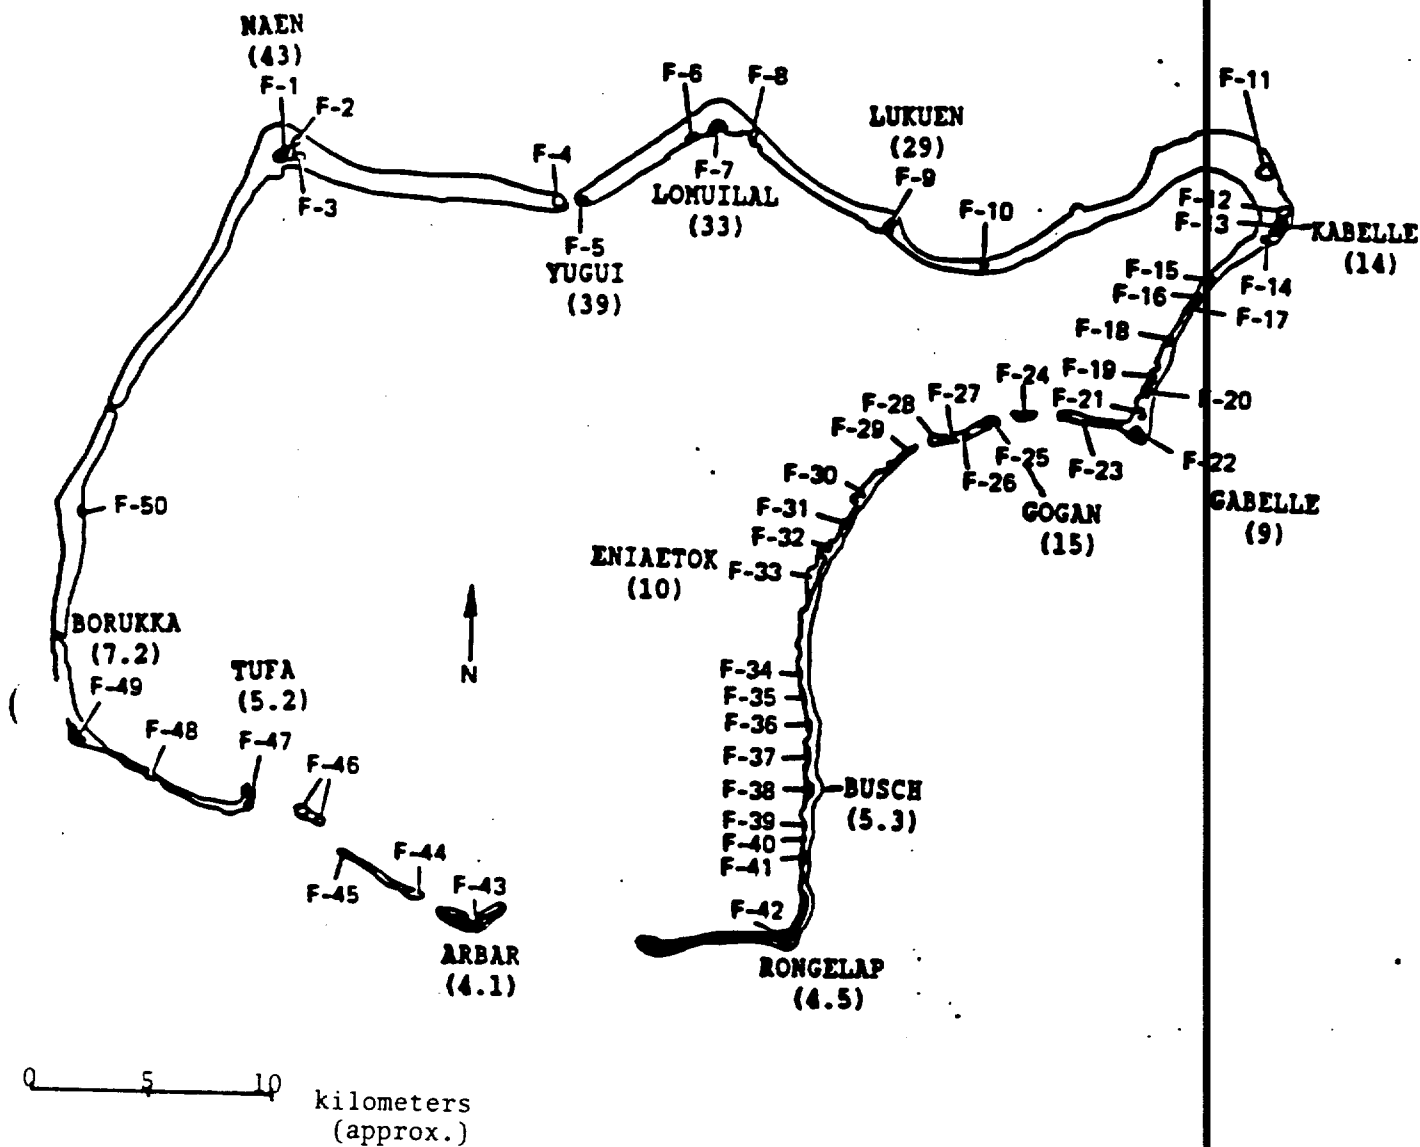 NAEN
(43)
F-1
F-2
F-3
F-4
F-5
YUGUI
(39)
F-6
F-8
F-7
LOMUILAL
(33)
LUKUEN
(29)
F-9
F-10
F-11
F-12
F-13
KABELLE
(14)
F-14
F-15
F-16
F-17
F-18
F-19
F-20
F-21
F-22
GABELLE
(9)
F-23
F-24
F-25
GOGAN
(15)
F-26
F-27
F-28
F-29
F-30
F-31
F-32
ENIAETOK
(10)
F-33
F-34
F-35
F-36
F-37
F-38
BUSCH
(5.3)
F-39
F-40
F-41
F-42
RONGELAP
(4.5)
F-43
ARBAR
(4.1)
F-44
F-45
F-46
F-47
TUFA
(5.2)
F-48
F-49
BORUKKA
(7.2)
F-50
N
0 5 10
kilometers
(approx.)